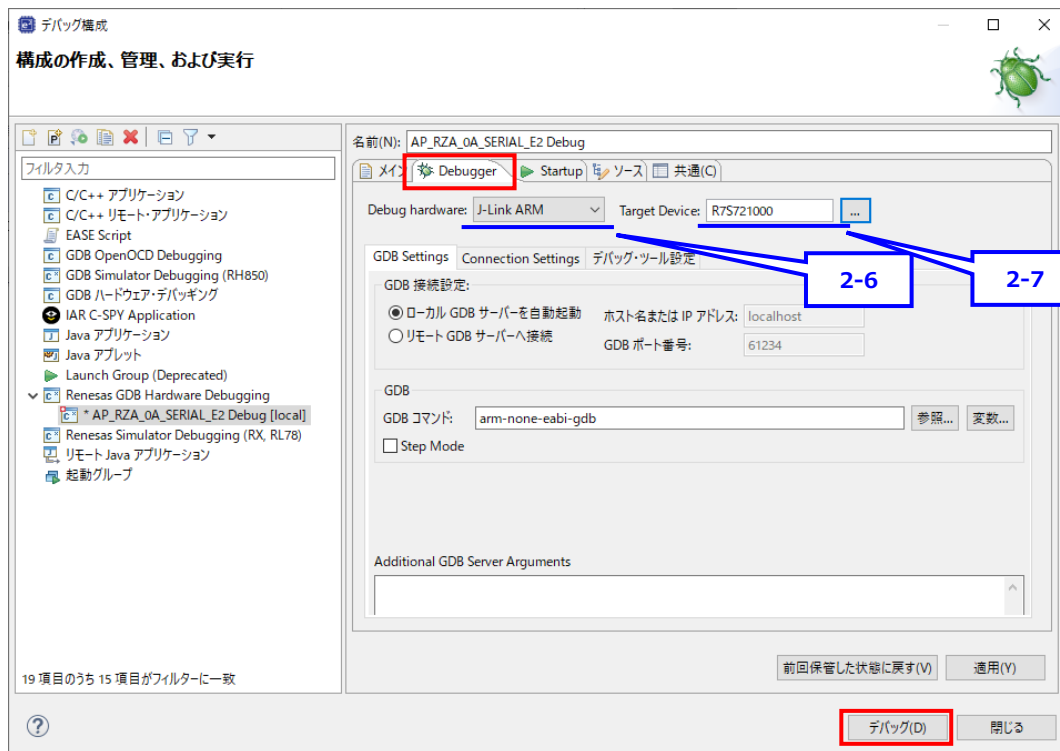 デバッグ構成
構成の作成、管理、および実行
フィルタ入力
C/C++ アプリケーション
C/C++ リモート・アプリケーション
EASE Script
GDB OpenOCD Debugging
GDB Simulator Debugging (RH850)
GDB ハードウェア・デバッギング
IAR C-SPY Application
Java アプリケーション
Java アプレット
Launch Group (Deprecated)
Renesas GDB Hardware Debugging
* AP_RZA_0A_SERIAL_E2 Debug [local]
Renesas Simulator Debugging (RX, RL78)
リモート Java アプリケーション
起動グループ
19 項目のうち 15 項目がフィルターに一致
名前(N): AP_RZA_0A_SERIAL_E2 Debug
メイン Debugger Startup ソース 共通(C)
Debug hardware: J-Link ARM Target Device: R7S721000 ...
GDB Settings Connection Settings デバッグ・ツール設定
2-6 2-7
GDB 接続設定:
ローカル GDB サーバーを自動起動 ホスト名または IP アドレス: localhost
リモート GDB サーバーへ接続 GDB ポート番号: 61234
GDB
GDB コマンド: arm-none-eabi-gdb 参照... 変数...
Step Mode
Additional GDB Server Arguments
前回保管した状態に戻す(V) 適用(Y)
? デバッグ(D) 閉じる